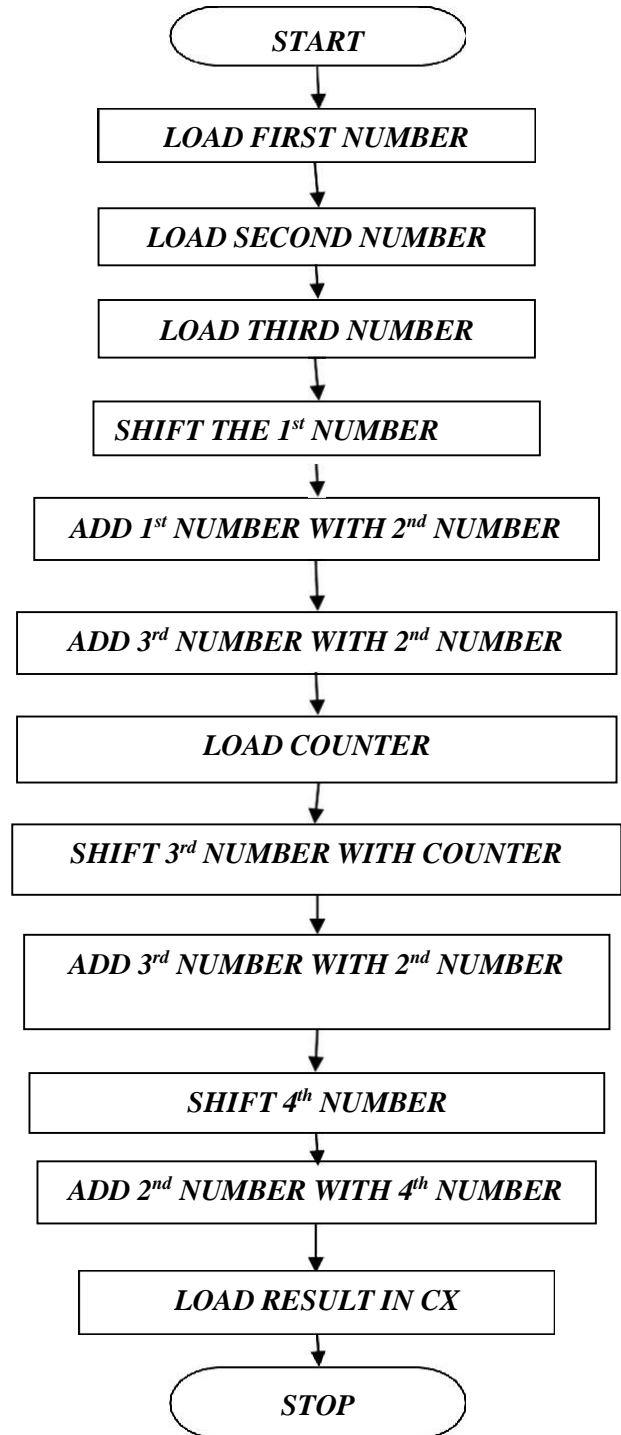 START
LOAD FIRST NUMBER
LOAD SECOND NUMBER
LOAD THIRD NUMBER
SHIFT THE 1st NUMBER
ADD 1st NUMBER WITH 2nd NUMBER
ADD 3rd NUMBER WITH 2nd NUMBER
LOAD COUNTER
SHIFT 3rd NUMBER WITH COUNTER
ADD 3rd NUMBER WITH 2nd NUMBER
SHIFT 4th NUMBER
ADD 2nd NUMBER WITH 4th NUMBER
LOAD RESULT IN CX
STOP